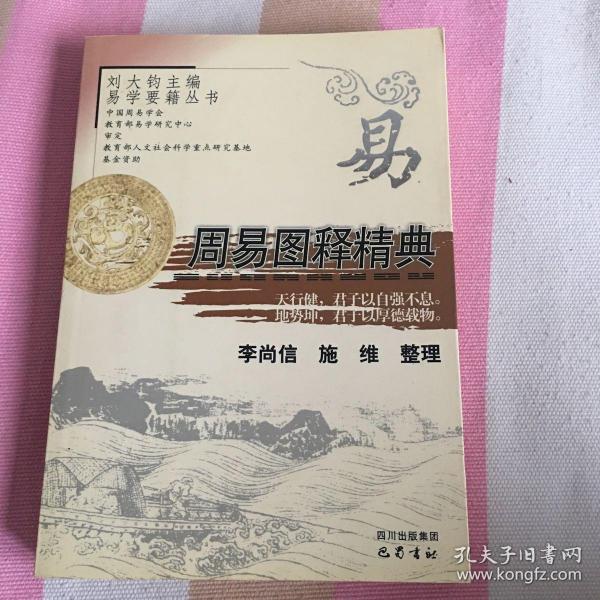 刘大钧主编
易学要籍丛书
中国周易学会
教育部易学研究中心
审定
教育部人文社会科学重点研究基地
基金资助
易
周易图释精典
天行健，君子以自强不息。
地势坤，君子以厚德载物。
李尚信 施维 整理
四川出版集团
巴蜀书社
孔夫子旧书网
www.kongfz.com